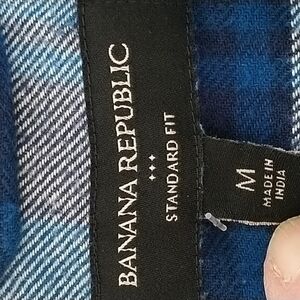 BANANA REPUBLIC
STANDARD FIT
M
MADE IN
INDIA